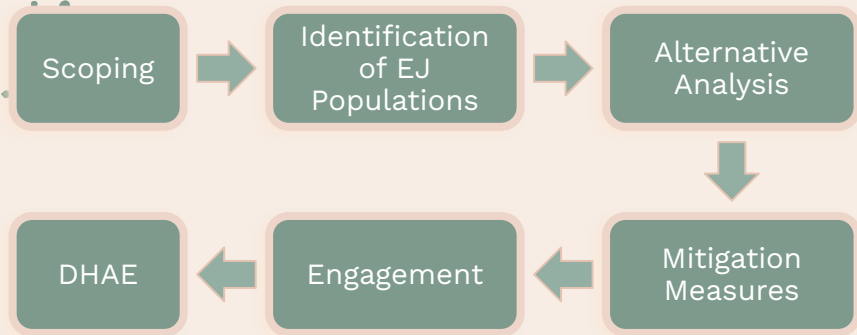 Scoping
Identification
of EJ
Populations
Alternative
Analysis
Mitigation
Measures
Engagement
DHAE